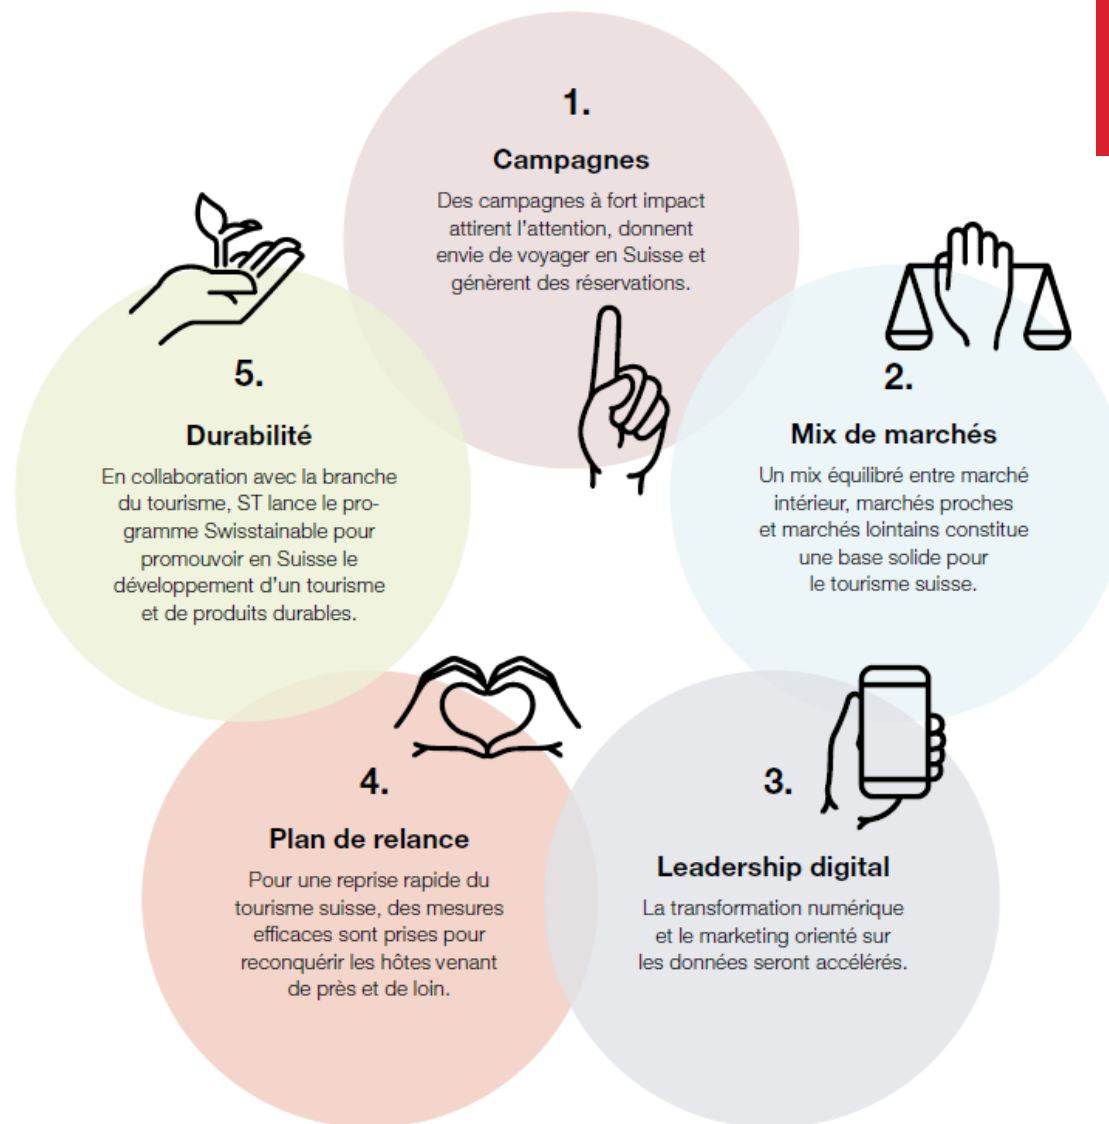 1.
Campagnes
Des campagnes à fort impact
attirent l'attention, donnent
envie de voyager en Suisse et
génèrent des réservations.
2.
Mix de marchés
Un mix équilibré entre marché
intérieur, marchés proches
et marchés lointains constitue
une base solide pour
le tourisme suisse.
3.
Leadership digital
La transformation numérique
et le marketing orienté sur
les données seront accélérés.
4.
Plan de relance
Pour une reprise rapide du
tourisme suisse, des mesures
efficaces sont prises pour
reconquérir les hôtes venant
de près et de loin.
5.
Durabilité
En collaboration avec la branche
du tourisme, ST lance le pro-
gramme Swisstainable pour
promouvoir en Suisse le
développement d'un tourisme
et de produits durables.